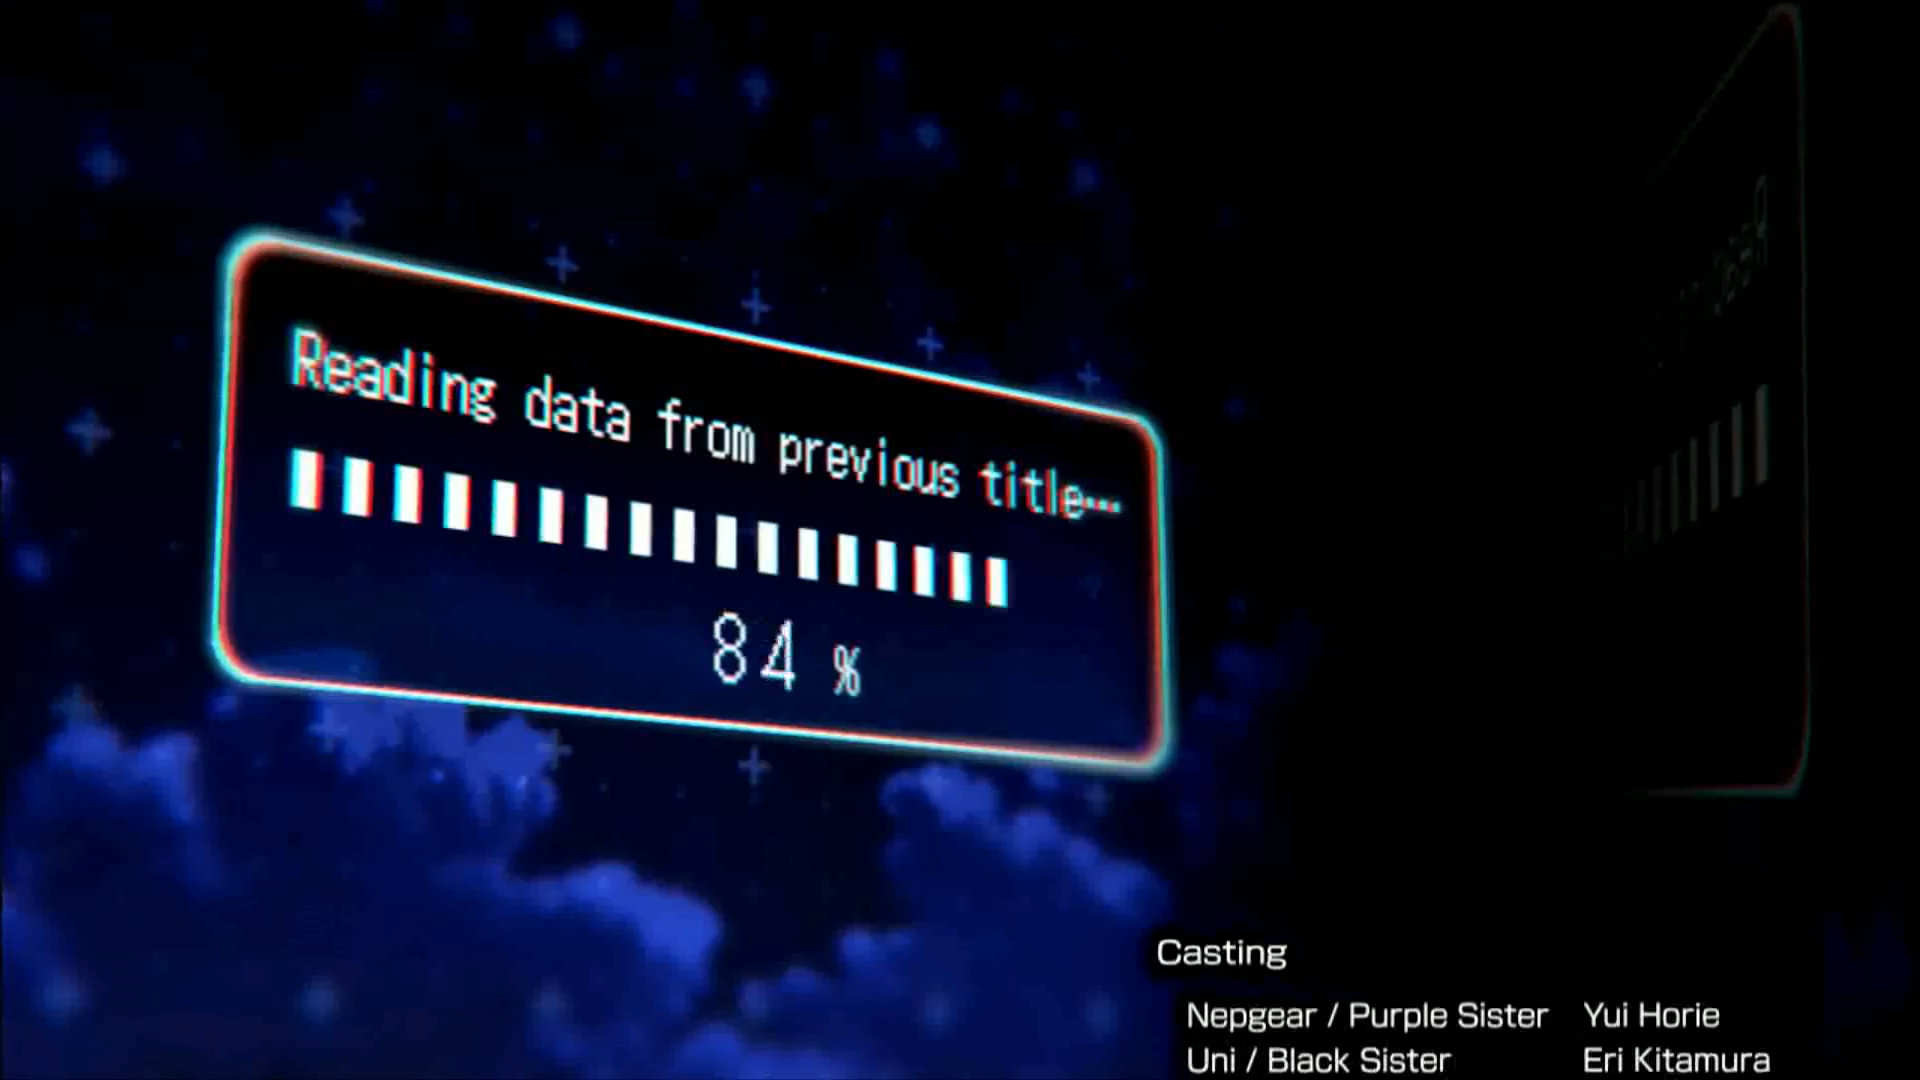 Reading data from previous title…
84 %
Casting
Nepgear / Purple Sister Yui Horie
Uni / Black Sister Eri Kitamura